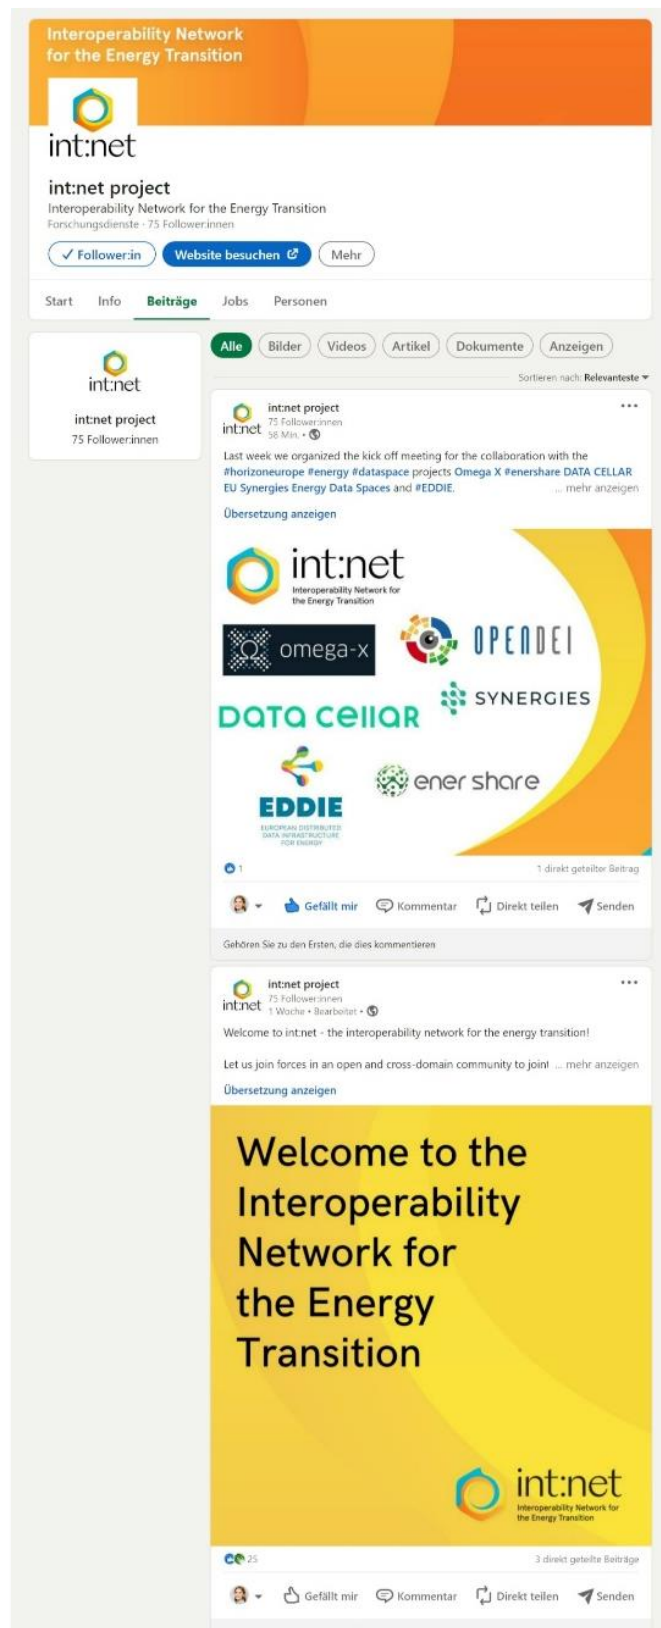 Interoperability Network
for the Energy Transition
int:net
int:net project
Interoperability Network for the Energy Transition
Forschungsdienste · 75 Follower:innen
✓ Follower:in
Website besuchen
Mehr
Start Info Beiträge Jobs Personen
int:net
int:net project
75 Follower:innen
Alle Bilder Videos Artikel Dokumente Anzeigen
Sortieren nach: Relevanteste
int:net
int:net project
75 Follower:innen
58 Min. •
Last week we organized the kick off meeting for the collaboration with the
#horizoneurope #energy #dataspace projects Omega X #enershare DATA CELLAR
EU Synergies Energy Data Spaces and #EDDIE. ... mehr anzeigen
Übersetzung anzeigen
int:net
Interoperability Network for
the Energy Transition
Ω omega-x
OPENDEI
DATA CELLAR
SYNERGIES
EDDIE
EUROPEAN DISTRIBUTED
DATA INFRASTRUCTURE
FOR ENERGY
ener share
1
1 direkt geteilter Beitrag
Gefällt mir Kommentar Direkt teilen Senden
Gehören Sie zu den Ersten, die dies kommentieren
int:net
int:net project
75 Follower:innen
1 Woche • Bearbeitet •
Welcome to int:net - the interoperability network for the energy transition!
Let us join forces in an open and cross-domain community to joint ... mehr anzeigen
Übersetzung anzeigen
Welcome to the
Interoperability
Network for
the Energy
Transition
int:net
Interoperability Network for
the Energy Transition
25
3 direkt geteilte Beiträge
Gefällt mir Kommentar Direkt teilen Senden